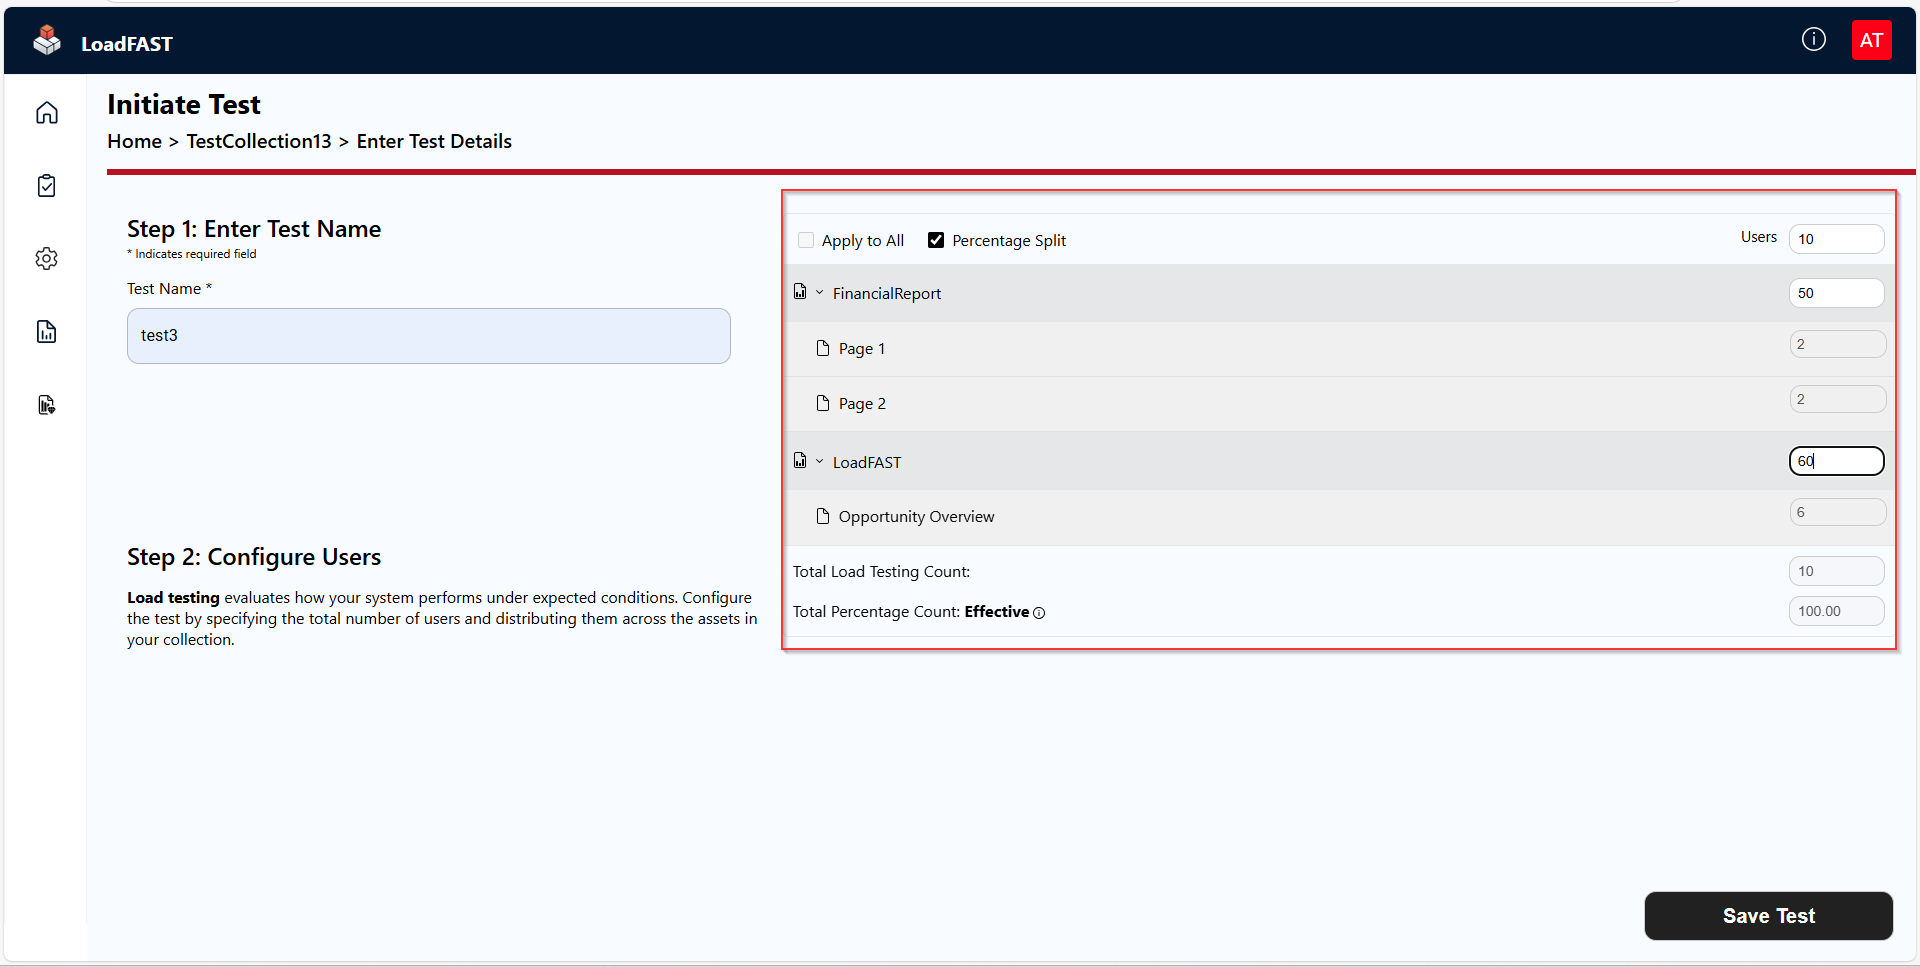 LoadFAST
AT
Initiate Test
Home > TestCollection13 > Enter Test Details
Step 1: Enter Test Name
* Indicates required field
Test Name *
test3
Step 2: Configure Users
Load testing evaluates how your system performs under expected conditions. Configure
the test by specifying the total number of users and distributing them across the assets in
your collection.
Apply to All Percentage Split Users 10
FinancialReport 50
Page 1 2
Page 2 2
LoadFAST 60
Opportunity Overview 6
Total Load Testing Count: 10
Total Percentage Count: Effective 100.00
Save Test